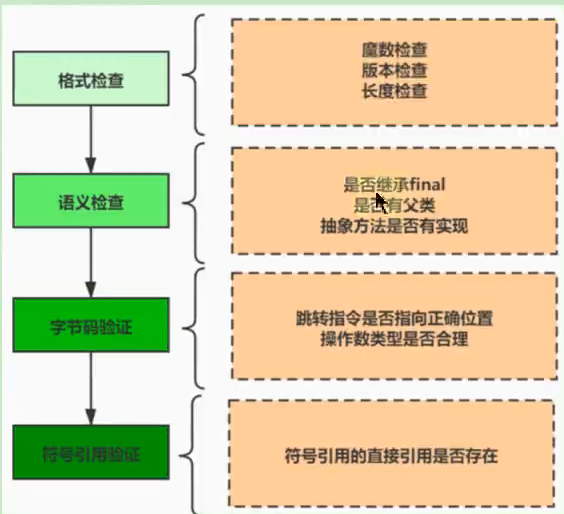 格式检查
魔数检查
版本检查
长度检查
语义检查
是否继承final
是否有父类
抽象方法是否有实现
字节码验证
跳转指令是否指向正确位置
操作数类型是否合理
符号引用验证
符号引用的直接引用是否存在